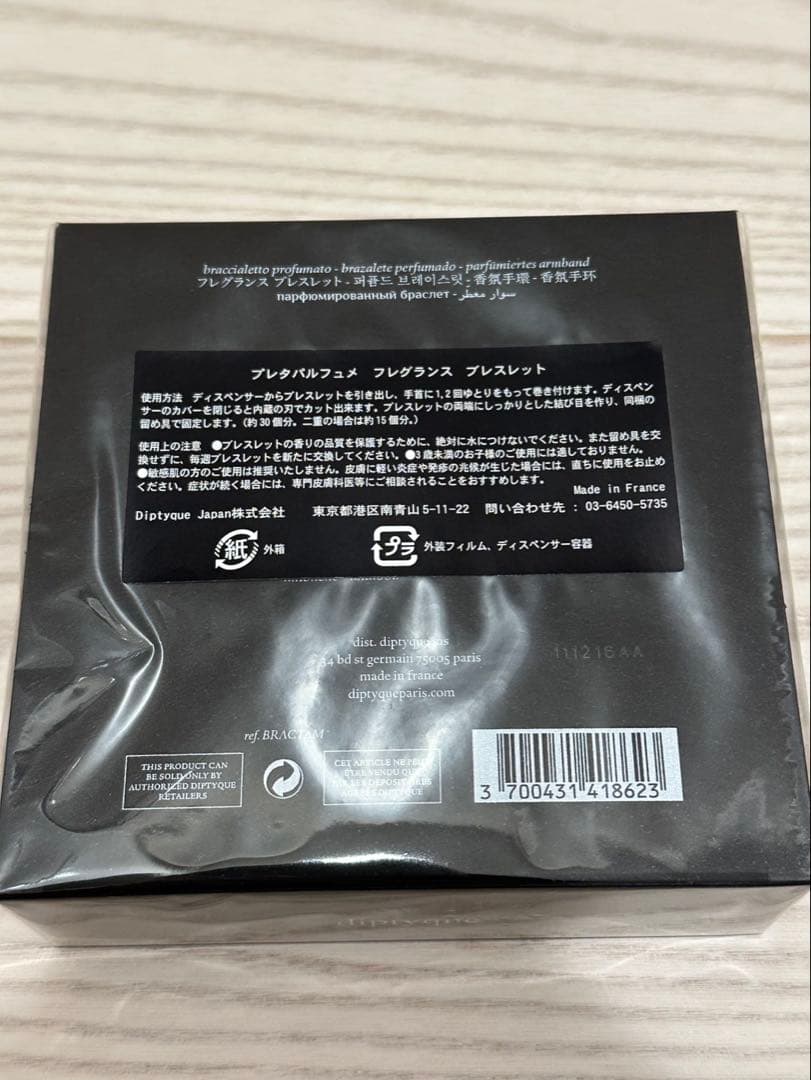 braccialetto profumato - brazalete perfumado - parfümiertes armband
フレグランス ブレスレット - 퍼퓸드 브레이스릿 - 香氛手環 - 香氛手环
парфюмированный браслет - سوار معطّر
プレタパルフュメ フレグランス ブレスレット
使用方法 ディスペンサーからブレスレットを引き出し、手首に1,2回ゆとりをもって巻き付けます。ディスペン
サーのカバーを閉じると内蔵の刃でカット出来ます。ブレスレットの両端にしっかりとした結び目を作り、同梱の
留め具で固定します。（約30個分。二重の場合は約15個分。）
使用上の注意 ●ブレスレットの香りの品質を保護するために、絶対に水につけないでください。また留め具を交
換せずに、毎週ブレスレットを新たに交換してください。●3歳未満のお子様のご使用には適しておりません。
●敏感肌の方のご使用は推奨いたしません。皮膚に軽い炎症や発疹の兆候が生じた場合には、直ちに使用をお止め
ください。症状が続く場合には、専門皮膚科医等にご相談されることをおすすめします。
Made in France
Diptyque Japan株式会社 東京都港区南青山5-11-22 問い合わせ先 : 03-6450-5735
紙 外箱 プラ 外装フィルム、ディスペンサー容器
dist. diptyque sas
34 bd st germain 75005 paris
made in france
diptyqueparis.com
111216AA
ref. BRACTAM
THIS PRODUCT CAN
BE SOLD ONLY BY
AUTHORIZED DIPTYQUE
RETAILERS
CET ARTICLE NE PEUT
ÊTRE VENDU QUE
PAR LES DÉPOSITAIRES
AGRÉÉS DIPTYQUE
3 700431 418623
diptyque